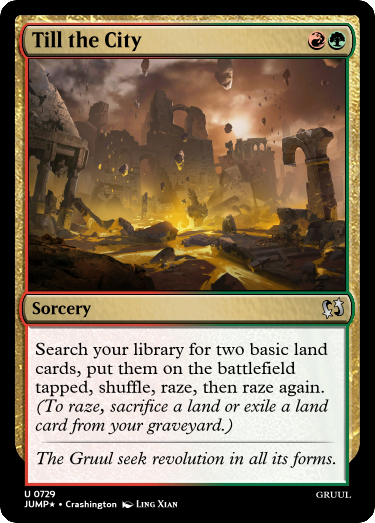 Till the City
Sorcery
Search your library for two basic land
cards, put them on the battlefield
tapped, shuffle, raze, then raze again.
(To raze, sacrifice a land or exile a land
card from your graveyard.)
The Gruul seek revolution in all its forms.
U 0729
GRUUL
JUMP★ • Crashington Ling Xian